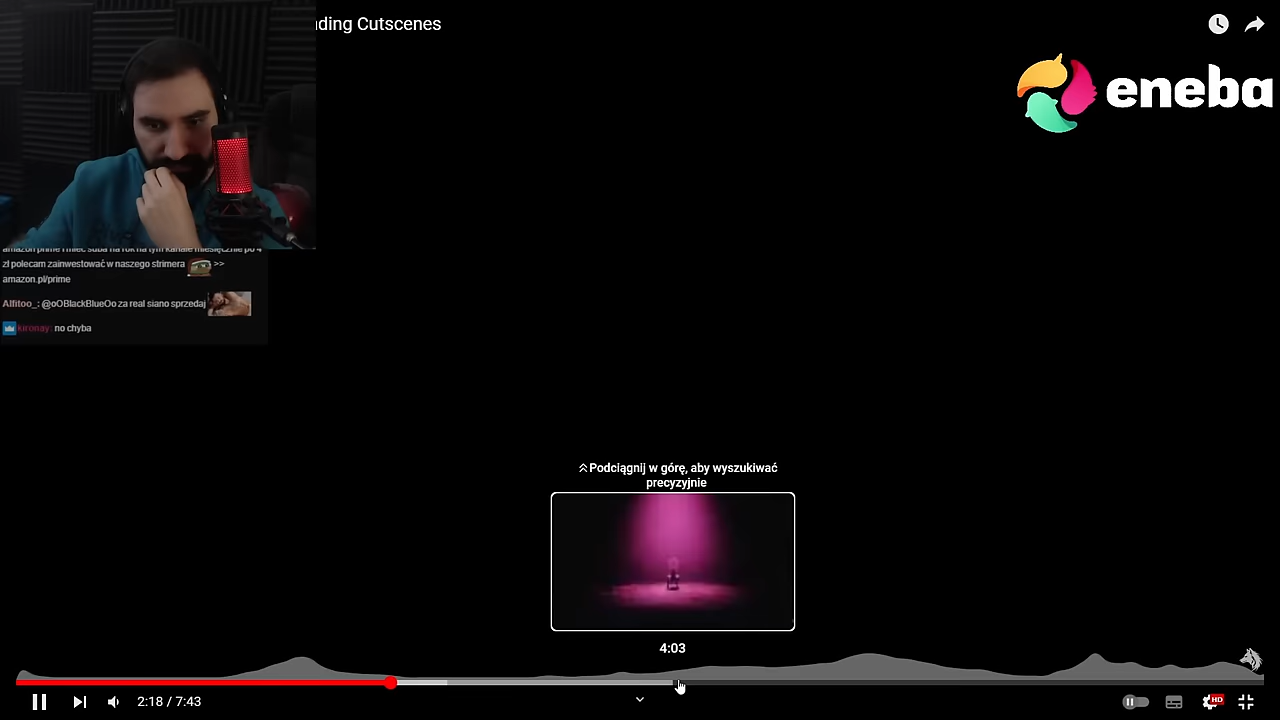 ding Cutscenes
eneba
amazon prime i mieć suba na rok na tym kanale miesięcznie po 4
zł polecam zainwestować w naszego strimera >>
amazon.pl/prime
Alfitoo_: @oOBlackBlueOo za real siano sprzedaj
kironay: no chyba
Podciągnij w górę, aby wyszukiwać
precyzyjnie
4:03
2:18 / 7:43
HD